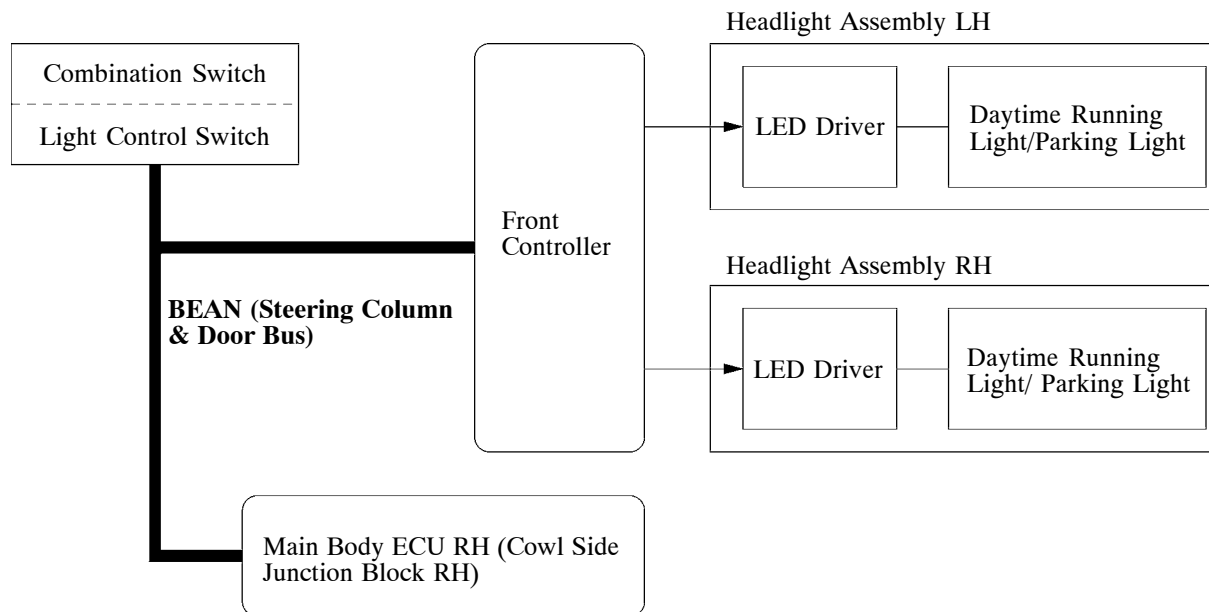 Headlight Assembly LH
Combination Switch
Light Control Switch
LED Driver
Daytime Running
Light/Parking Light
Front
Controller
Headlight Assembly RH
BEAN (Steering Column
& Door Bus)
LED Driver
Daytime Running
Light/ Parking Light
Main Body ECU RH (Cowl Side
Junction Block RH)